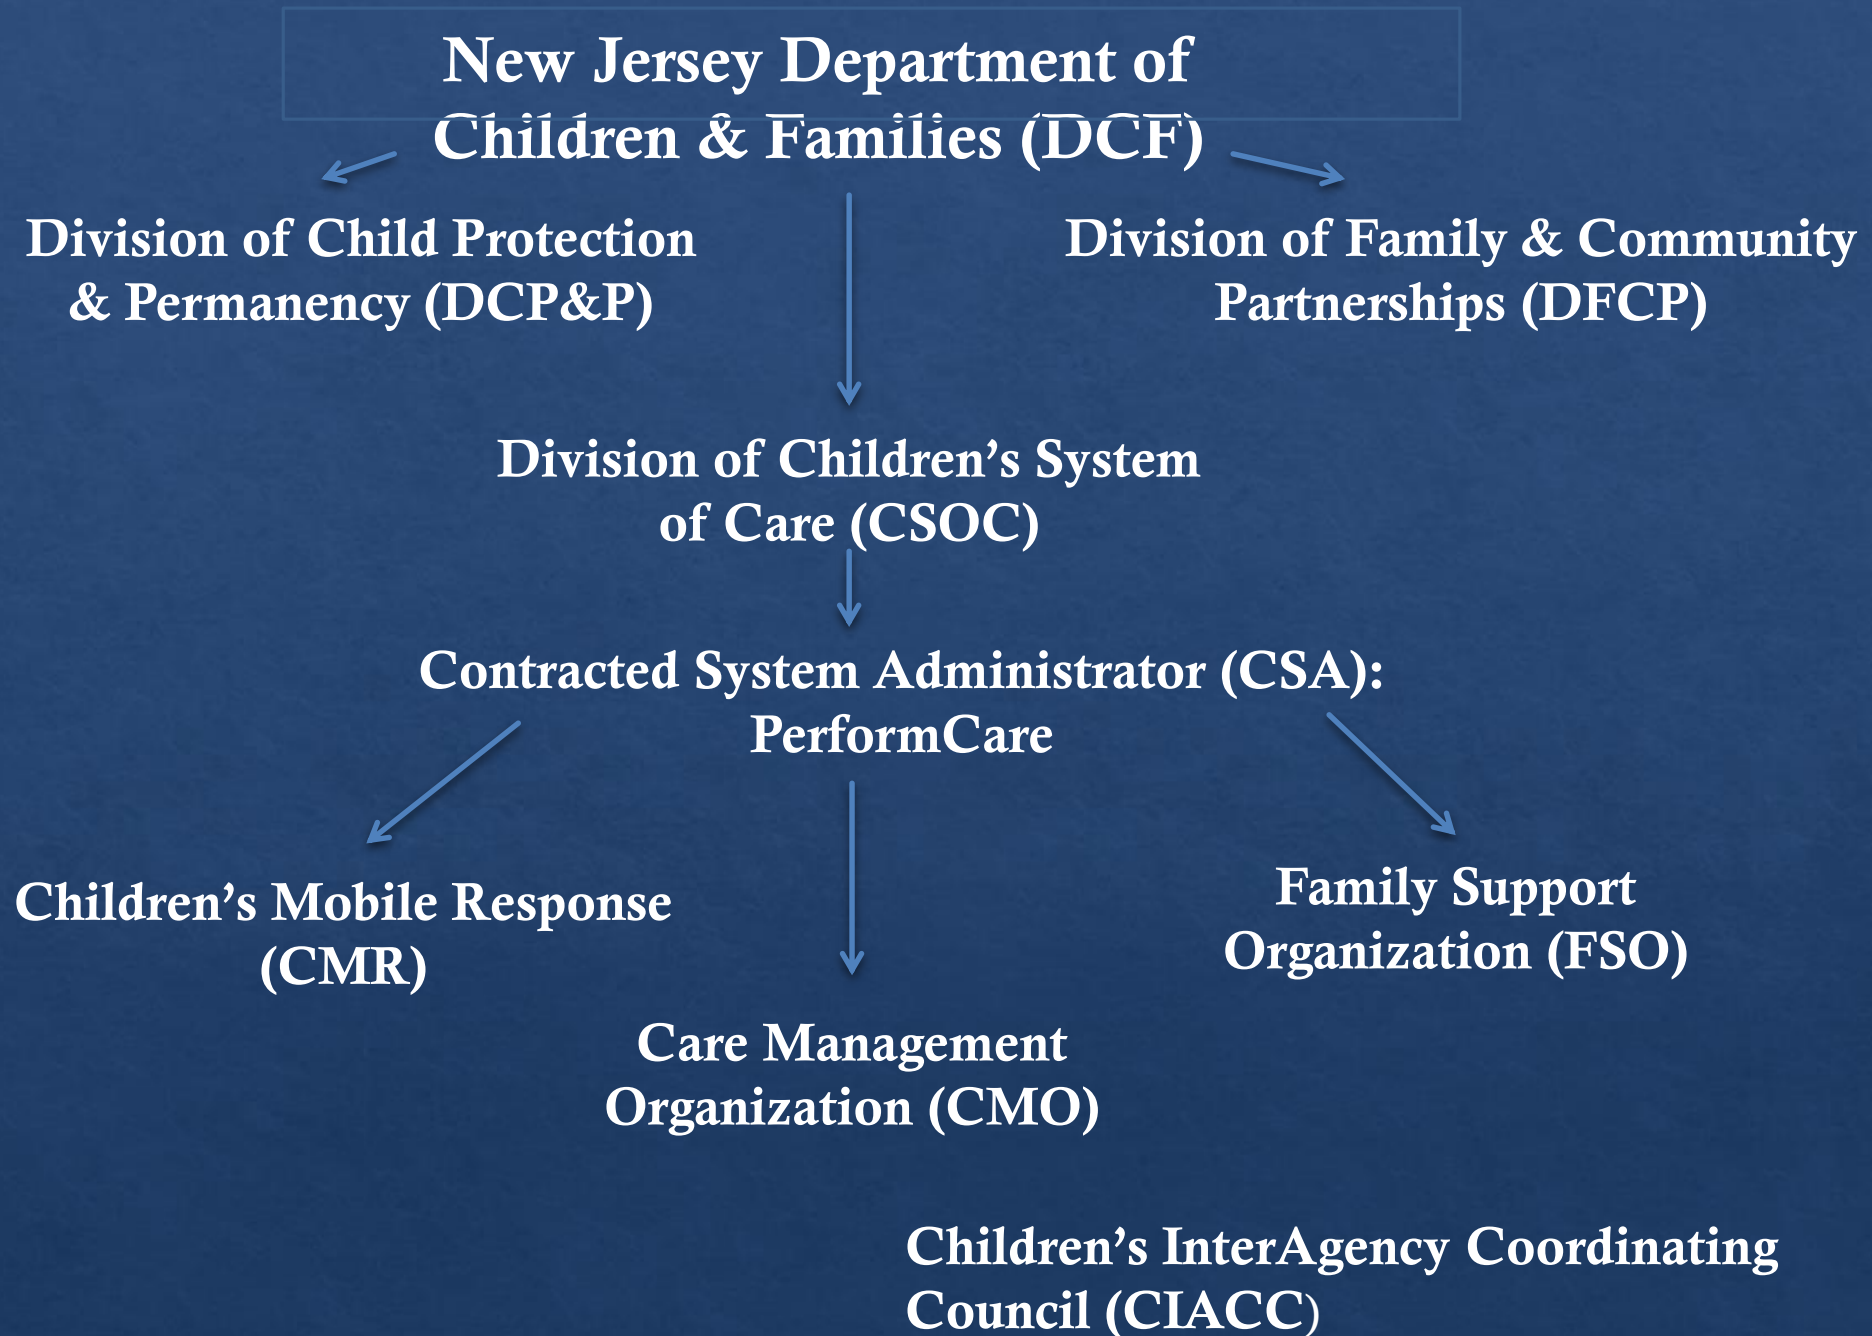 New Jersey Department of
Children & Families (DCF)
Division of Child Protection
& Permanency (DCP&P)
Division of Family & Community
Partnerships (DFCP)
Division of Children’s System
of Care (CSOC)
Contracted System Administrator (CSA):
PerformCare
Children’s Mobile Response
(CMR)
Family Support
Organization (FSO)
Care Management
Organization (CMO)
Children’s InterAgency Coordinating
Council (CIACC)